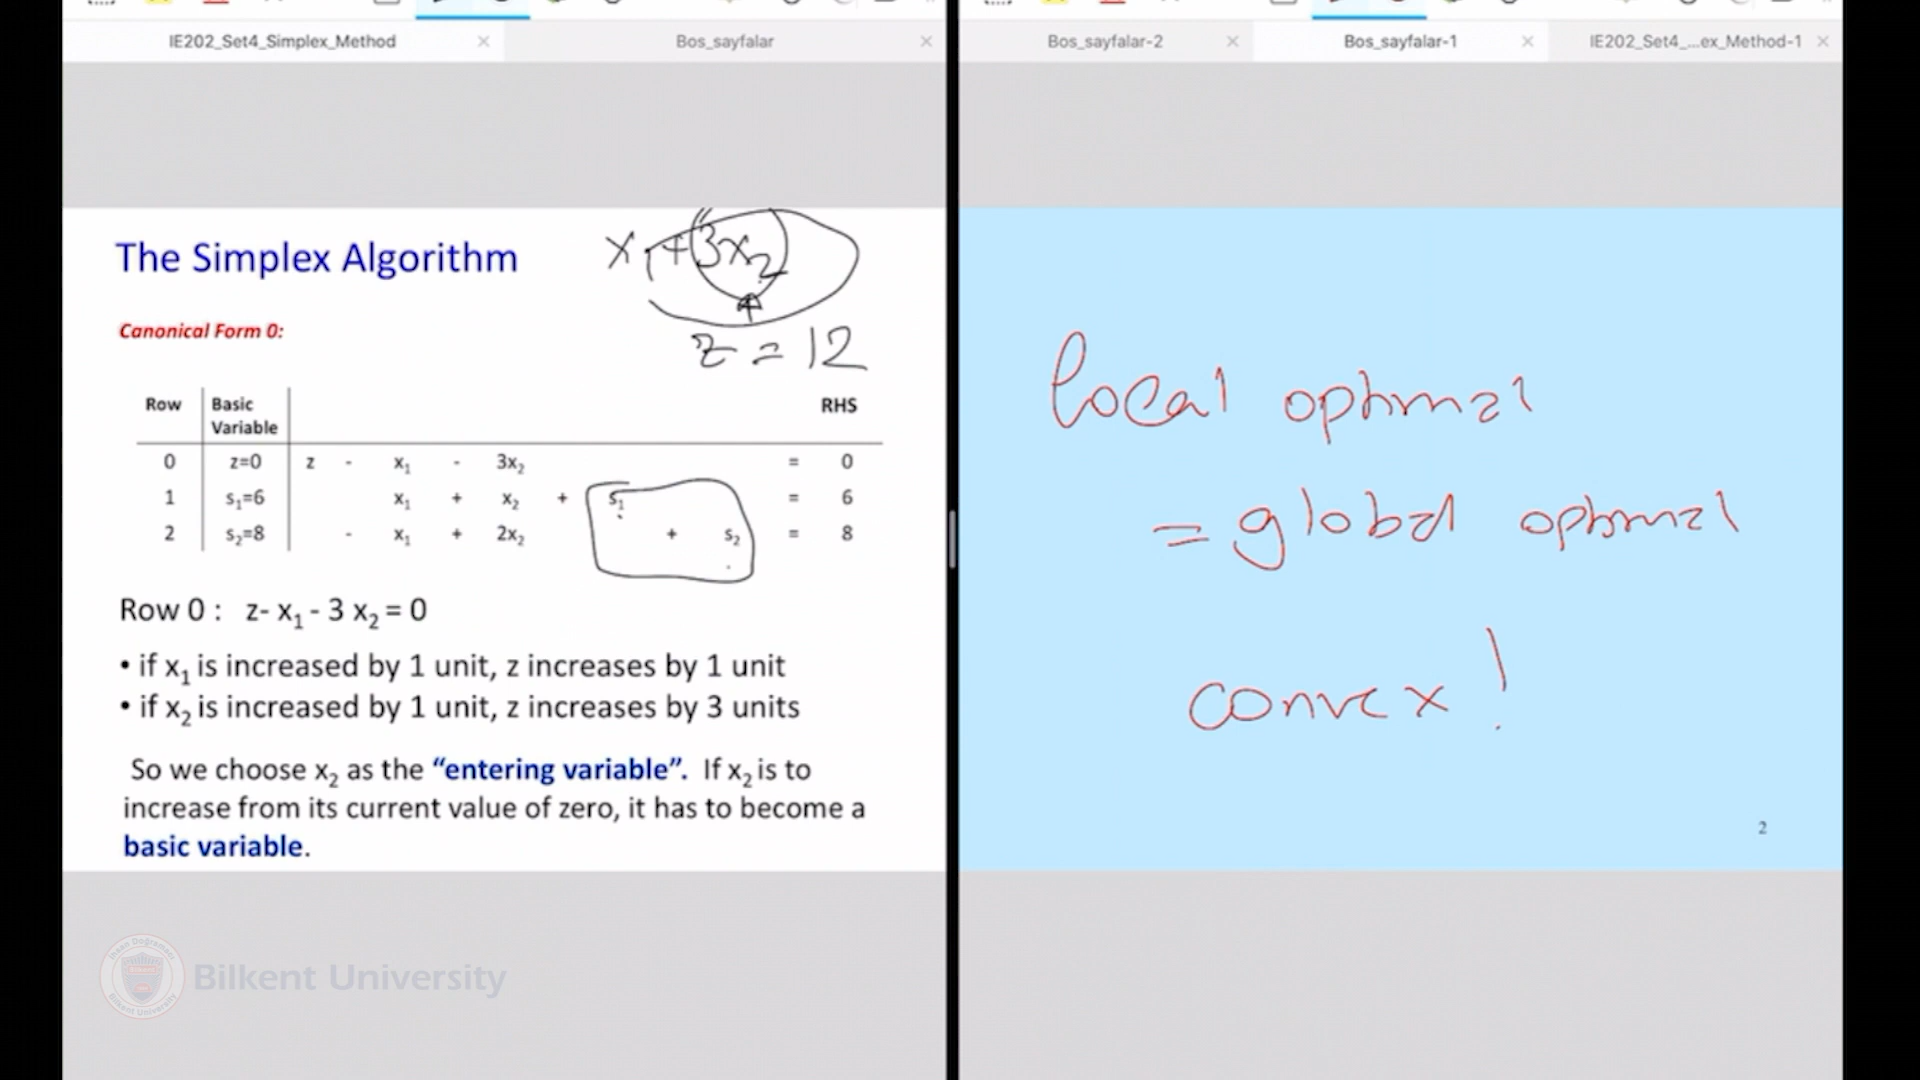 IE202_Set4_Simplex_Method × Bos_sayfalar ×
The Simplex Algorithm
x₁+3x₂
z = 12
Canonical Form 0:
Row Basic Variable RHS
0 z=0 z - x₁ - 3x₂ = 0
1 s₁=6 x₁ + x₂ + s₁ = 6
2 s₂=8 - x₁ + 2x₂ + s₂ = 8
Row 0 : z- x₁ - 3 x₂ = 0
• if x₁ is increased by 1 unit, z increases by 1 unit
• if x₂ is increased by 1 unit, z increases by 3 units
So we choose x₂ as the “entering variable”. If x₂ is to
increase from its current value of zero, it has to become a
basic variable.
Bilkent University
İhsan Doğramacı
Bilkent University
Bos_sayfalar-2 × Bos_sayfalar-1 × IE202_Set4_...ex_Method-1 ×
local optimal
= global optimal
convex!
2